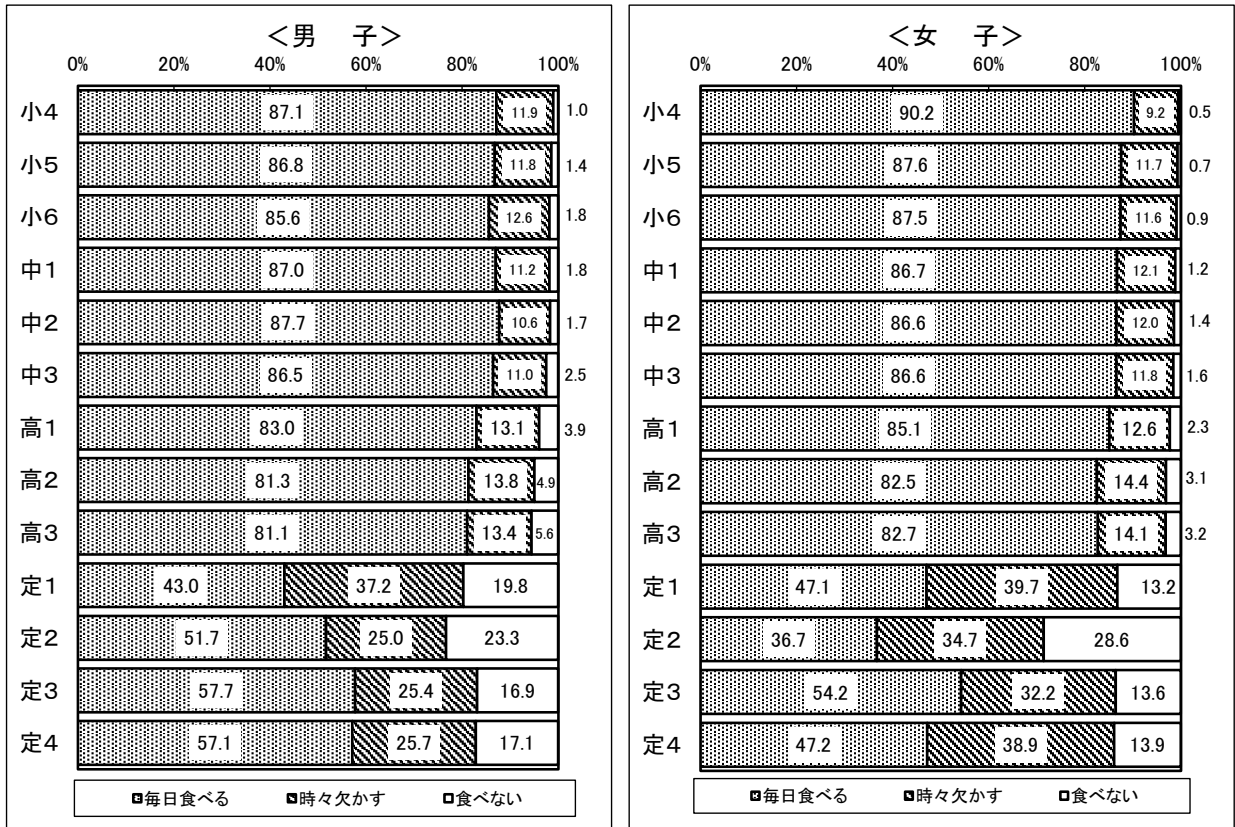 <男 子>
0% 20% 40% 60% 80% 100%
小4 87.1 11.9 1.0
小5 86.8 11.8 1.4
小6 85.6 12.6 1.8
中1 87.0 11.2 1.8
中2 87.7 10.6 1.7
中3 86.5 11.0 2.5
高1 83.0 13.1 3.9
高2 81.3 13.8 4.9
高3 81.1 13.4 5.6
定1 43.0 37.2 19.8
定2 51.7 25.0 23.3
定3 57.7 25.4 16.9
定4 57.1 25.7 17.1
毎日食べる 時々欠かす 食べない
<女 子>
0% 20% 40% 60% 80% 100%
小4 90.2 9.2 0.5
小5 87.6 11.7 0.7
小6 87.5 11.6 0.9
中1 86.7 12.1 1.2
中2 86.6 12.0 1.4
中3 86.6 11.8 1.6
高1 85.1 12.6 2.3
高2 82.5 14.4 3.1
高3 82.7 14.1 3.2
定1 47.1 39.7 13.2
定2 36.7 34.7 28.6
定3 54.2 32.2 13.6
定4 47.2 38.9 13.9
毎日食べる 時々欠かす 食べない